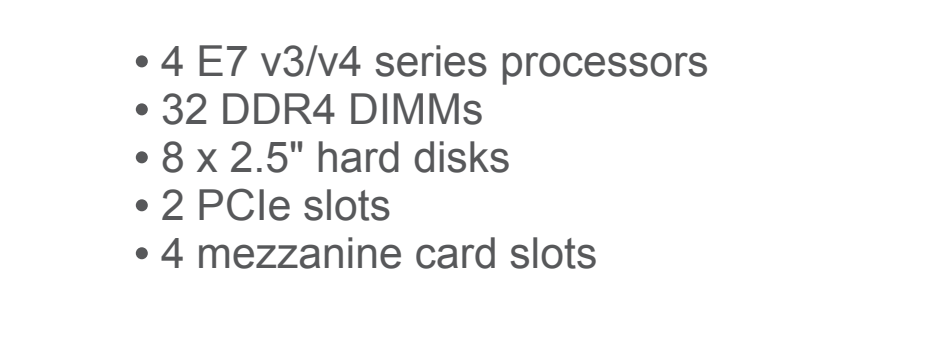 • 4 E7 v3/v4 series processors
• 32 DDR4 DIMMs
• 8 x 2.5" hard disks
• 2 PCIe slots
• 4 mezzanine card slots